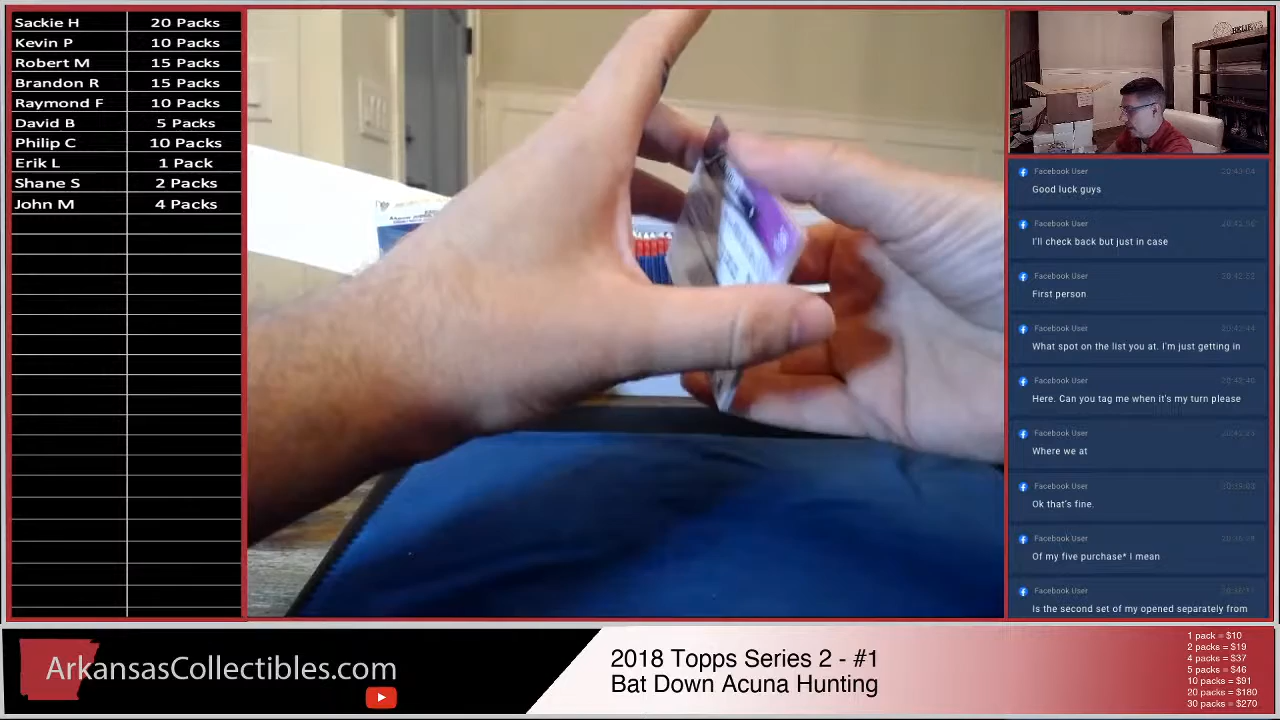 Sackie H 20 Packs
Kevin P 10 Packs
Robert M 15 Packs
Brandon R 15 Packs
Raymond F 10 Packs
David B 5 Packs
Philip C 10 Packs
Erik L 1 Pack
Shane S 2 Packs
John M 4 Packs
Facebook User
Good luck guys
Facebook User
I'll check back but just in case
Facebook User
First person
Facebook User
What spot on the list you at. I'm just getting in
Facebook User
Here. Can you tag me when it's my turn please
Facebook User
Where we at
Facebook User
Ok that's fine.
Facebook User
Of my five purchase* I mean
Facebook User
Is the second set of my opened separately from
ArkansasCollectibles.com
2018 Topps Series 2 - #1
Bat Down Acuna Hunting
1 pack = $10
2 packs = $19
4 packs = $37
5 packs = $46
10 packs = $91
20 packs = $180
30 packs = $270